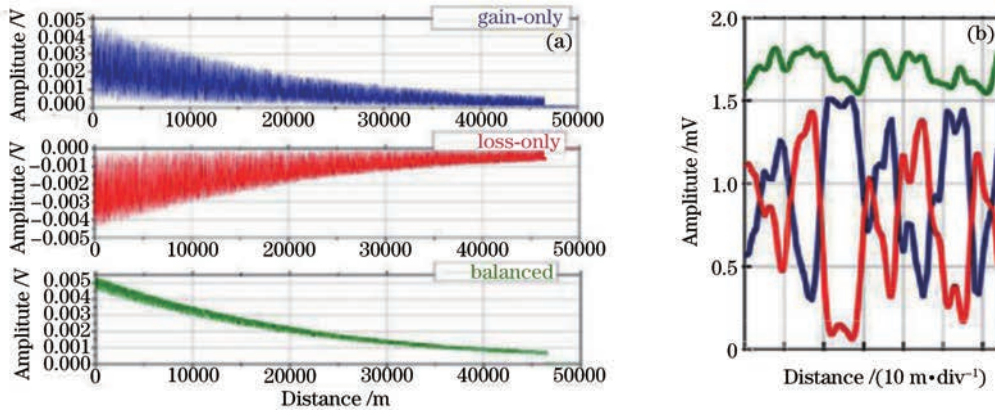 gain-only
(a)
Amplitude /V
0.005
0.004
0.003
0.002
0.001
0.000
0 10000 20000 30000 40000 50000
loss-only
Amplitude /V
0.000
-0.001
-0.002
-0.003
-0.004
-0.005
0 10000 20000 30000 40000 50000
balanced
Amplitude /V
0.005
0.004
0.003
0.002
0.001
0.000
0 10000 20000 30000 40000 50000
Distance /m
(b)
Amplitude /mV
2.0
1.5
1.0
0.5
0
Distance /(10 m•div⁻¹)